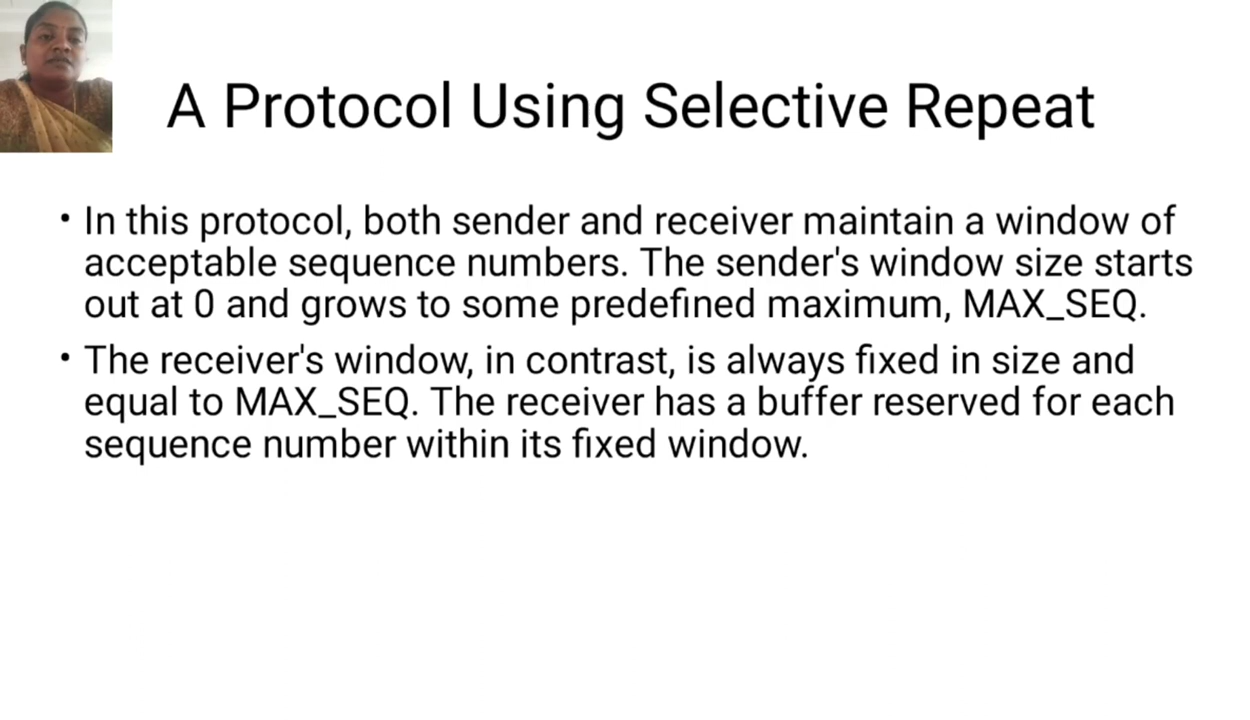 A Protocol Using Selective Repeat
• In this protocol, both sender and receiver maintain a window of
acceptable sequence numbers. The sender's window size starts
out at 0 and grows to some predefined maximum, MAX_SEQ.
• The receiver's window, in contrast, is always fixed in size and
equal to MAX_SEQ. The receiver has a buffer reserved for each
sequence number within its fixed window.